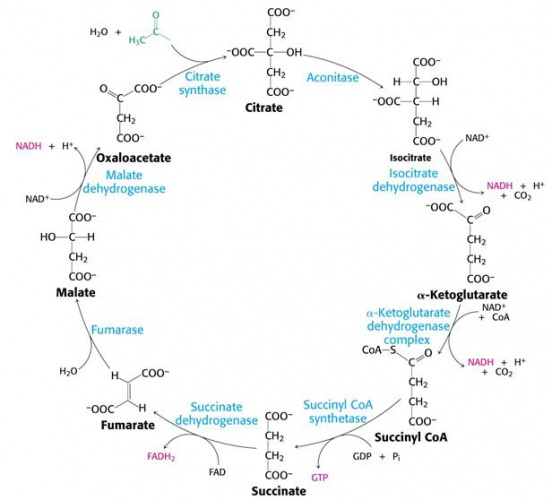 H₂O +
O
H₃C
COO⁻
CH₂
⁻OOC—C—OH
CH₂
COO⁻
Citrate
Citrate
synthase
Aconitase
COO⁻
H—C—OH
⁻OOC—C—H
CH₂
COO⁻
Isocitrate
NAD⁺
Isocitrate
dehydrogenase
NADH + H⁺
+ CO₂
⁻OOC
O
C
CH₂
CH₂
COO⁻
α-Ketoglutarate
NAD⁺
+ CoA
α-Ketoglutarate
dehydrogenase
complex
NADH + H⁺
+ CO₂
CoA—S
O
C
CH₂
CH₂
COO⁻
Succinyl CoA
Succinyl CoA
synthetase
GDP + Pᵢ
GTP
COO⁻
CH₂
CH₂
COO⁻
Succinate
Succinate
dehydrogenase
FAD
FADH₂
H
COO⁻
⁻OOC
H
Fumarate
Fumarase
H₂O
COO⁻
HO—C—H
CH₂
COO⁻
Malate
NAD⁺
Malate
dehydrogenase
NADH + H⁺
O
C
COO⁻
CH₂
COO⁻
Oxaloacetate